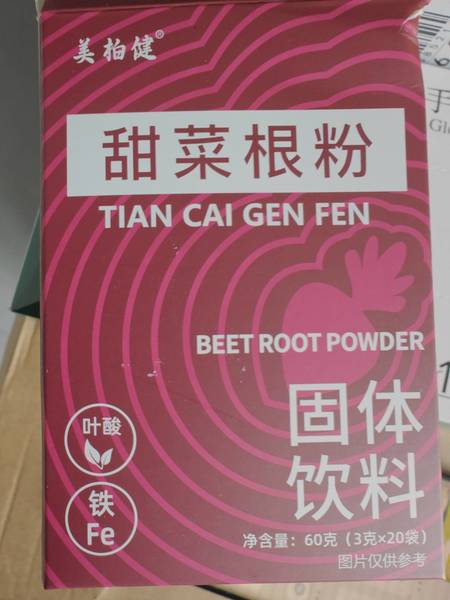 美柏健®
甜菜根粉
TIAN CAI GEN FEN
BEET ROOT POWDER
固体
饮料
叶酸
铁
Fe
净含量：60克（3克×20袋）
图片仅供参考
手